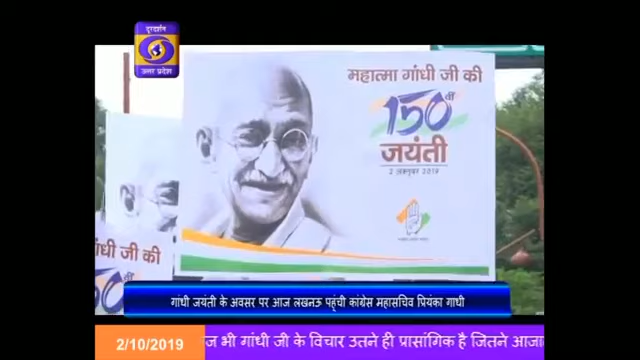 दूरदर्शन
उत्तर प्रदेश
महात्मा गांधी जी की
150वीं
जयंती
2 अक्टूबर 2019
गांधी जी की
150
गांधी जयंती के अवसर पर आज लखनऊ पहुंची कांग्रेस महासचिव प्रियंका गाधी
2/10/2019
ज भी गांधी जी के विचार उतने ही प्रासांगिक है जितने आजा